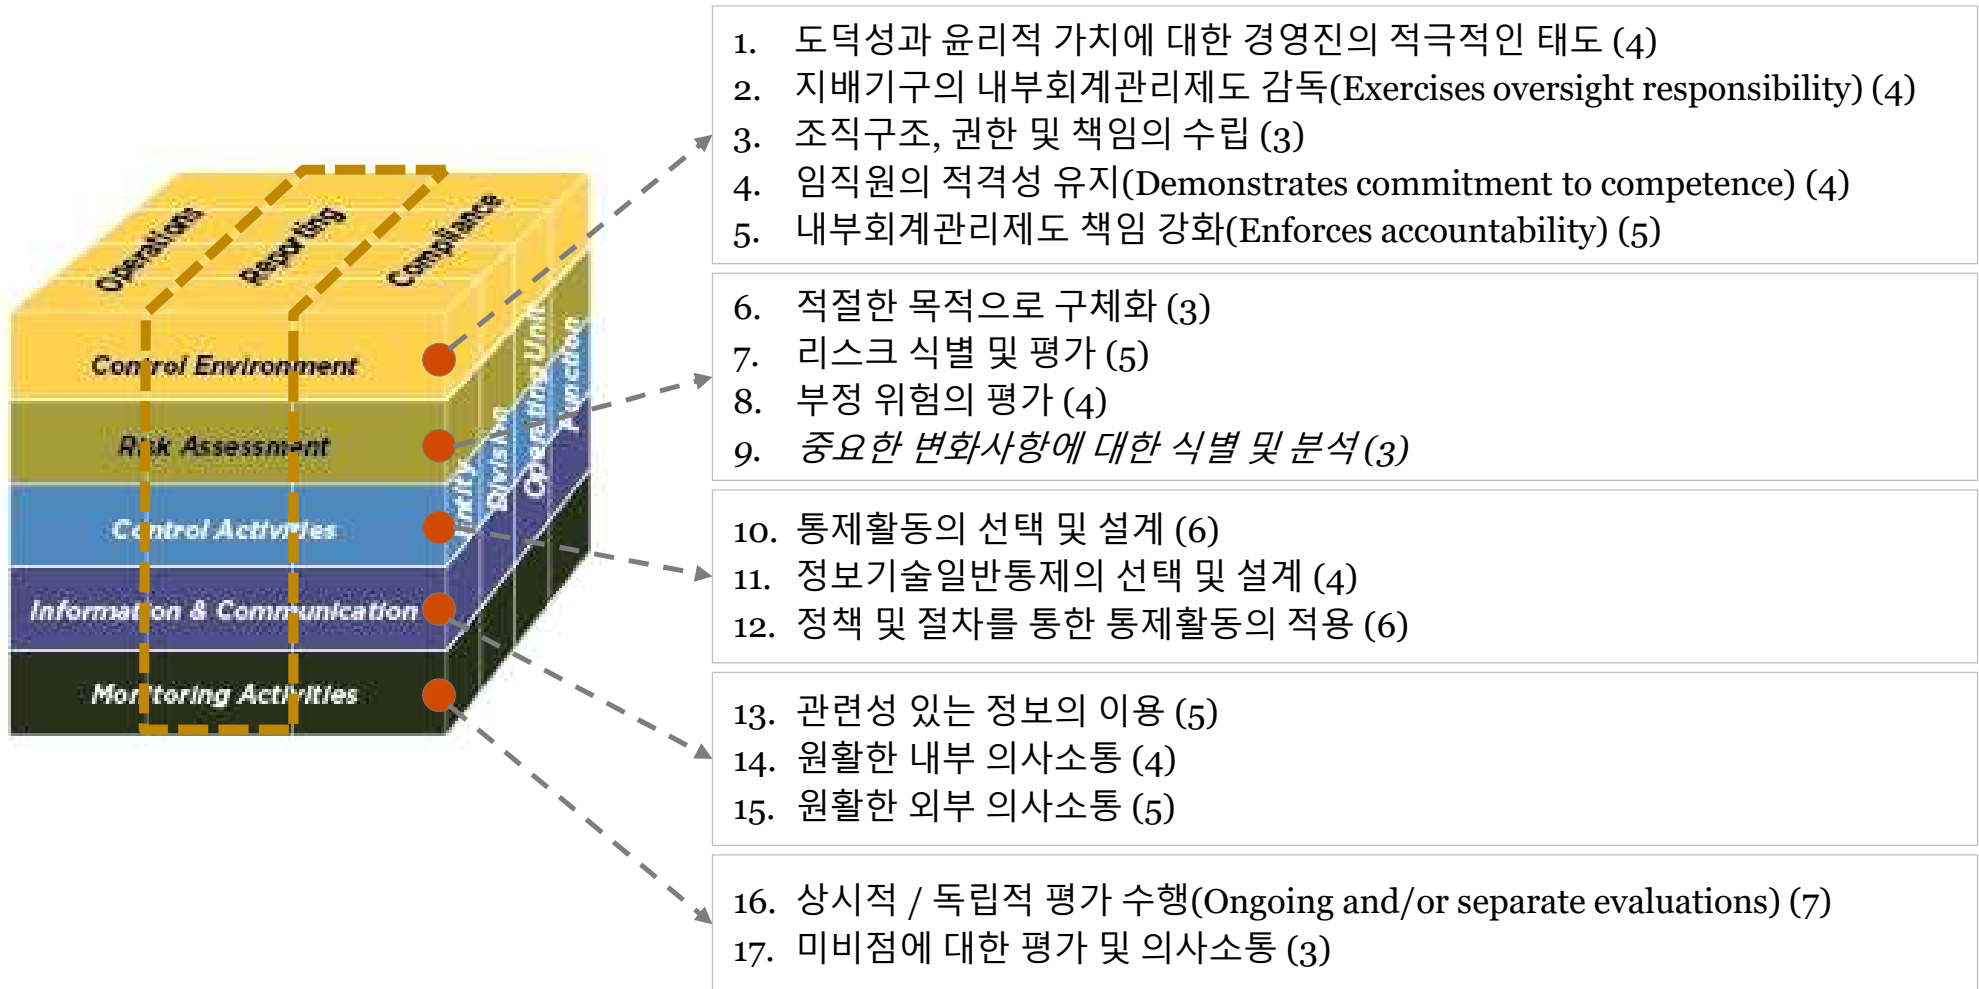 1. 도덕성과 윤리적 가치에 대한 경영진의 적극적인 태도 (4)
2. 지배기구의 내부회계관리제도 감독(Exercises oversight responsibility) (4)
3. 조직구조, 권한 및 책임의 수립 (3)
4. 임직원의 적격성 유지(Demonstrates commitment to competence) (4)
5. 내부회계관리제도 책임 강화(Enforces accountability) (5)
6. 적절한 목적으로 구체화 (3)
7. 리스크 식별 및 평가 (5)
8. 부정 위험의 평가 (4)
9. 중요한 변화사항에 대한 식별 및 분석 (3)
10. 통제활동의 선택 및 설계 (6)
11. 정보기술일반통제의 선택 및 설계 (4)
12. 정책 및 절차를 통한 통제활동의 적용 (6)
13. 관련성 있는 정보의 이용 (5)
14. 원활한 내부 의사소통 (4)
15. 원활한 외부 의사소통 (5)
16. 상시적 / 독립적 평가 수행(Ongoing and/or separate evaluations) (7)
17. 미비점에 대한 평가 및 의사소통 (3)
Operations
Reporting
Compliance
Control Environment
Risk Assessment
Control Activities
Information & Communication
Monitoring Activities
Entity
Division
Operating Unit
Function